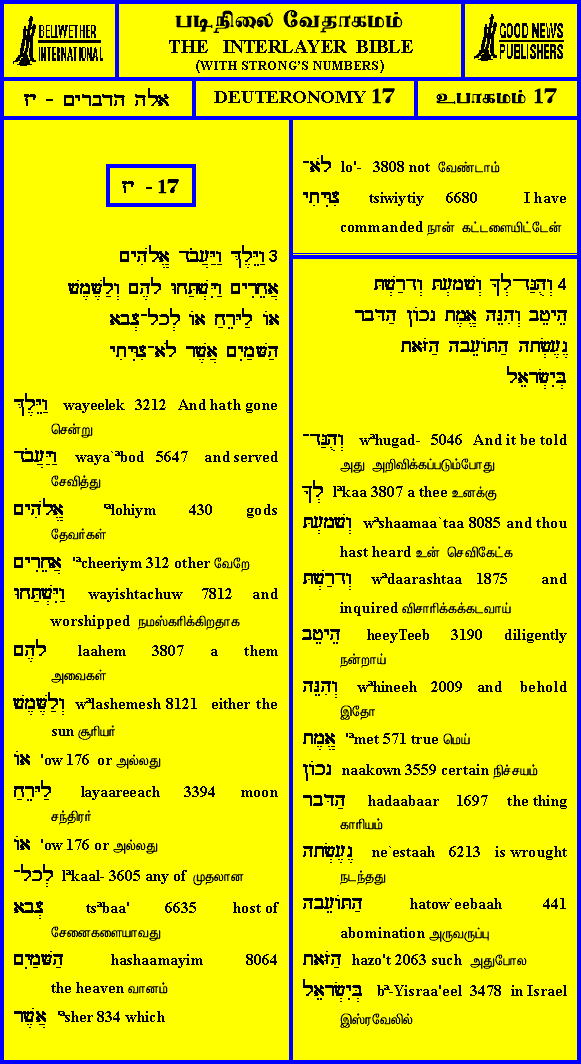 BELLWETHER
INTERNATIONAL
படிநிலை வேதாகமம்
THE INTERLAYER BIBLE
(WITH STRONG'S NUMBERS)
GOOD NEWS
PUBLISHERS
אלה הדברים - יז
DEUTERONOMY 17
உபாகமம் 17
יז - 17
3 וַיֵּלֶךְ וַיַּעֲבֹד אֱלֹהִים
אֲחֵרִים וַיִּשְׁתַּחוּ לָהֶם וְלַשֶּׁמֶשׁ
אוֹ לַיָּרֵחַ אוֹ לְכָל-צְבָא
הַשָּׁמַיִם אֲשֶׁר לֹא-צִוִּיתִי
וַיֵּלֶךְ wayeelek 3212 And hath gone
சென்று
וַיַּעֲבֹד waya`ᵃbod 5647 and served
சேவித்து
אֱלֹהִים ᵉlohiym 430 gods
தேவர்கள்
אֲחֵרִים 'ᵃcheeriym 312 other வேறே
וַיִּשְׁתַּחוּ wayishtachuw 7812 and
worshipped நமஸ்கரிக்கிறதாக
לָהֶם laahem 3807 a them
அவைகள்
וְלַשֶּׁמֶשׁ wᵃlashemesh 8121 either the
sun சூரியர்
אוֹ 'ow 176 or அல்லது
לַיָּרֵחַ layaareeach 3394 moon
சந்திரர்
אוֹ 'ow 176 or அல்லது
לְכָל- lᵃkaal- 3605 any of முதலான
צְבָא tsᵃbaa' 6635 host of
சேனைகளையாவது
הַשָּׁמַיִם hashaamayim 8064
the heaven வானம்
אֲשֶׁר ᵃsher 834 which
לֹא- lo'- 3808 not வேண்டாம்
צִוִּיתִי tsiwiytiy 6680 I have
commanded நான் கட்டளையிட்டேன்
4 וְהֻגַּד-לְךָ וְשָׁמָעְתָּ וְדָרַשְׁתָּ
הֵיטֵב וְהִנֵּה אֱמֶת נָכוֹן הַדָּבָר
נֶעֶשְׂתָה הַתּוֹעֵבָה הַזֹּאת
בְּיִשְׂרָאֵל
וְהֻגַּד- wᵃhugad- 5046 And it be told
அது அறிவிக்கப்படும்போது
לְךָ lᵃkaa 3807 a thee உனக்கு
וְשָׁמָעְתָּ wᵃshaamaa`taa 8085 and thou
hast heard உன் செவிகேட்க
וְדָרַשְׁתָּ wᵃdaarashtaa 1875 and
inquired விசாரிக்கக்கடவாய்
הֵיטֵב heeyTeeb 3190 diligently
நன்றாய்
וְהִנֵּה wᵃhineeh 2009 and behold
இதோ
אֱמֶת 'ᵉmet 571 true மெய்
נָכוֹן naakown 3559 certain நிச்சயம்
הַדָּבָר hadaabaar 1697 the thing
காரியம்
נֶעֶשְׂתָה ne`estaah 6213 is wrought
நடந்தது
הַתּוֹעֵבָה hatow`eebaah 441
abomination அருவருப்பு
הַזֹּאת hazo't 2063 such அதுபோல
בְּיִשְׂרָאֵל bᵃ-Yisraa'eel 3478 in Israel
இஸ்ரவேலில்